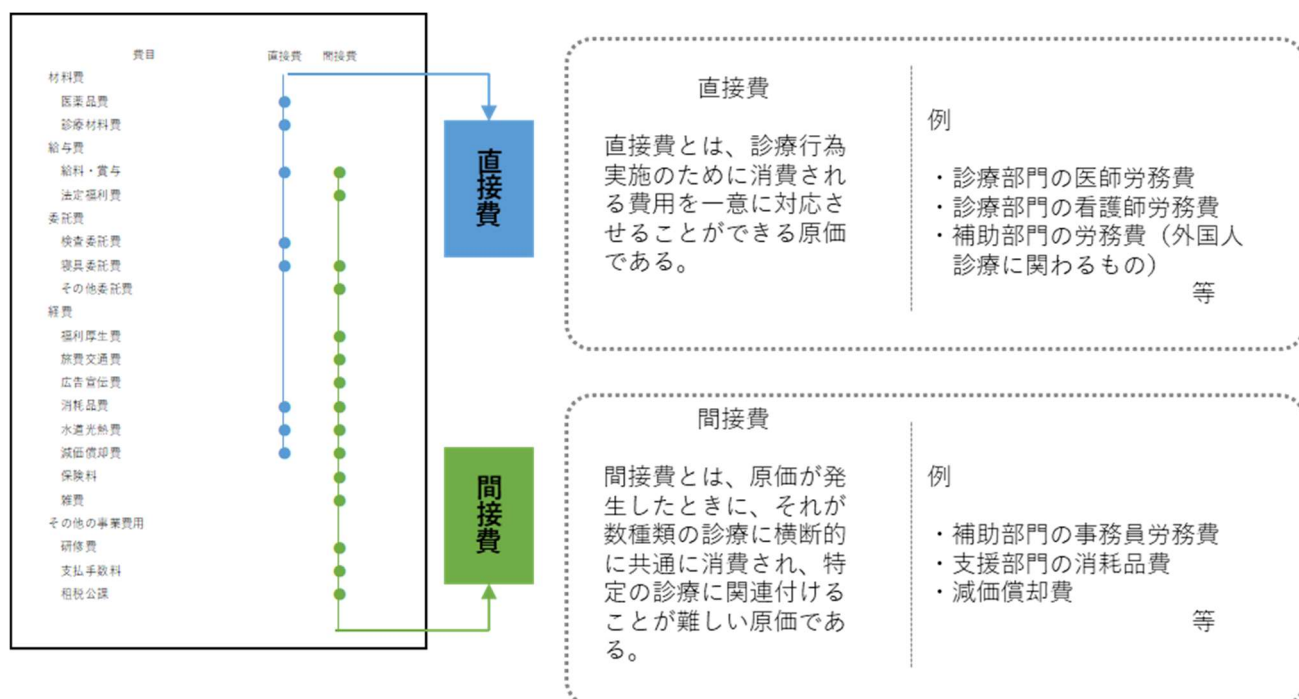 費目 直接費 間接費
材料費
医薬品費
診療材料費
給与費
給料・賞与
法定福利費
委託費
検査委託費
寝具委託費
その他委託費
経費
福利厚生費
旅費交通費
広告宣伝費
消耗品費
水道光熱費
減価償却費
保険料
雑費
その他の事業費用
研修費
支払手数料
租税公課
直接費
直接費
直接費とは、診療行為
実施のために消費され
る費用を一意に対応さ
せることができる原価
である。
例
・診療部門の医師労務費
・診療部門の看護師労務費
・補助部門の労務費（外国人
診療に関わるもの）
等
間接費
間接費
間接費とは、原価が発
生したときに、それが
数種類の診療に横断的
に共通に消費され、特
定の診療に関連付ける
ことが難しい原価であ
る。
例
・補助部門の事務員労務費
・支援部門の消耗品費
・減価償却費
等